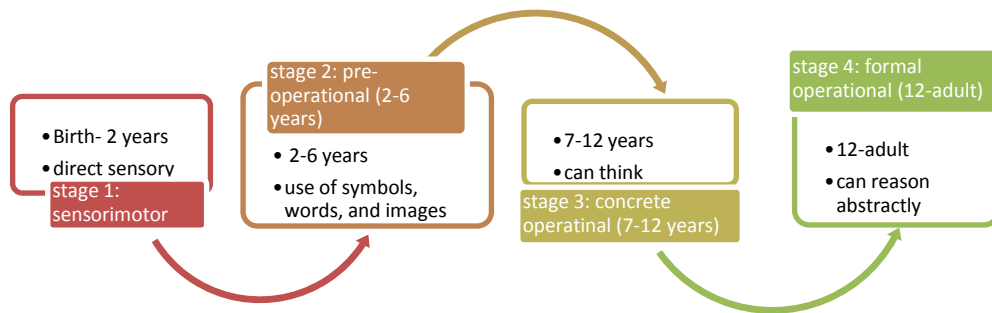 • Birth- 2 years
• direct sensory
stage 1:
sensorimotor
stage 2: pre-
operational (2-6
years)
• 2-6 years
• use of symbols,
words, and images
• 7-12 years
• can think
stage 3: concrete
operatinal (7-12 years)
stage 4: formal
operational (12-adult)
• 12-adult
• can reason
abstractly